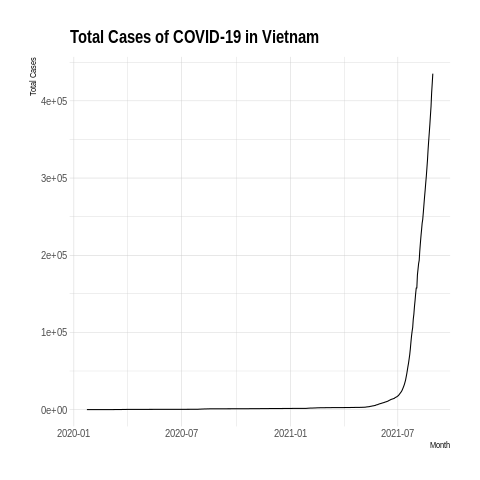 Total Cases of COVID-19 in Vietnam
Total Cases
4e+05
3e+05
2e+05
1e+05
0e+00
2020-01 2020-07 2021-01 2021-07
Month